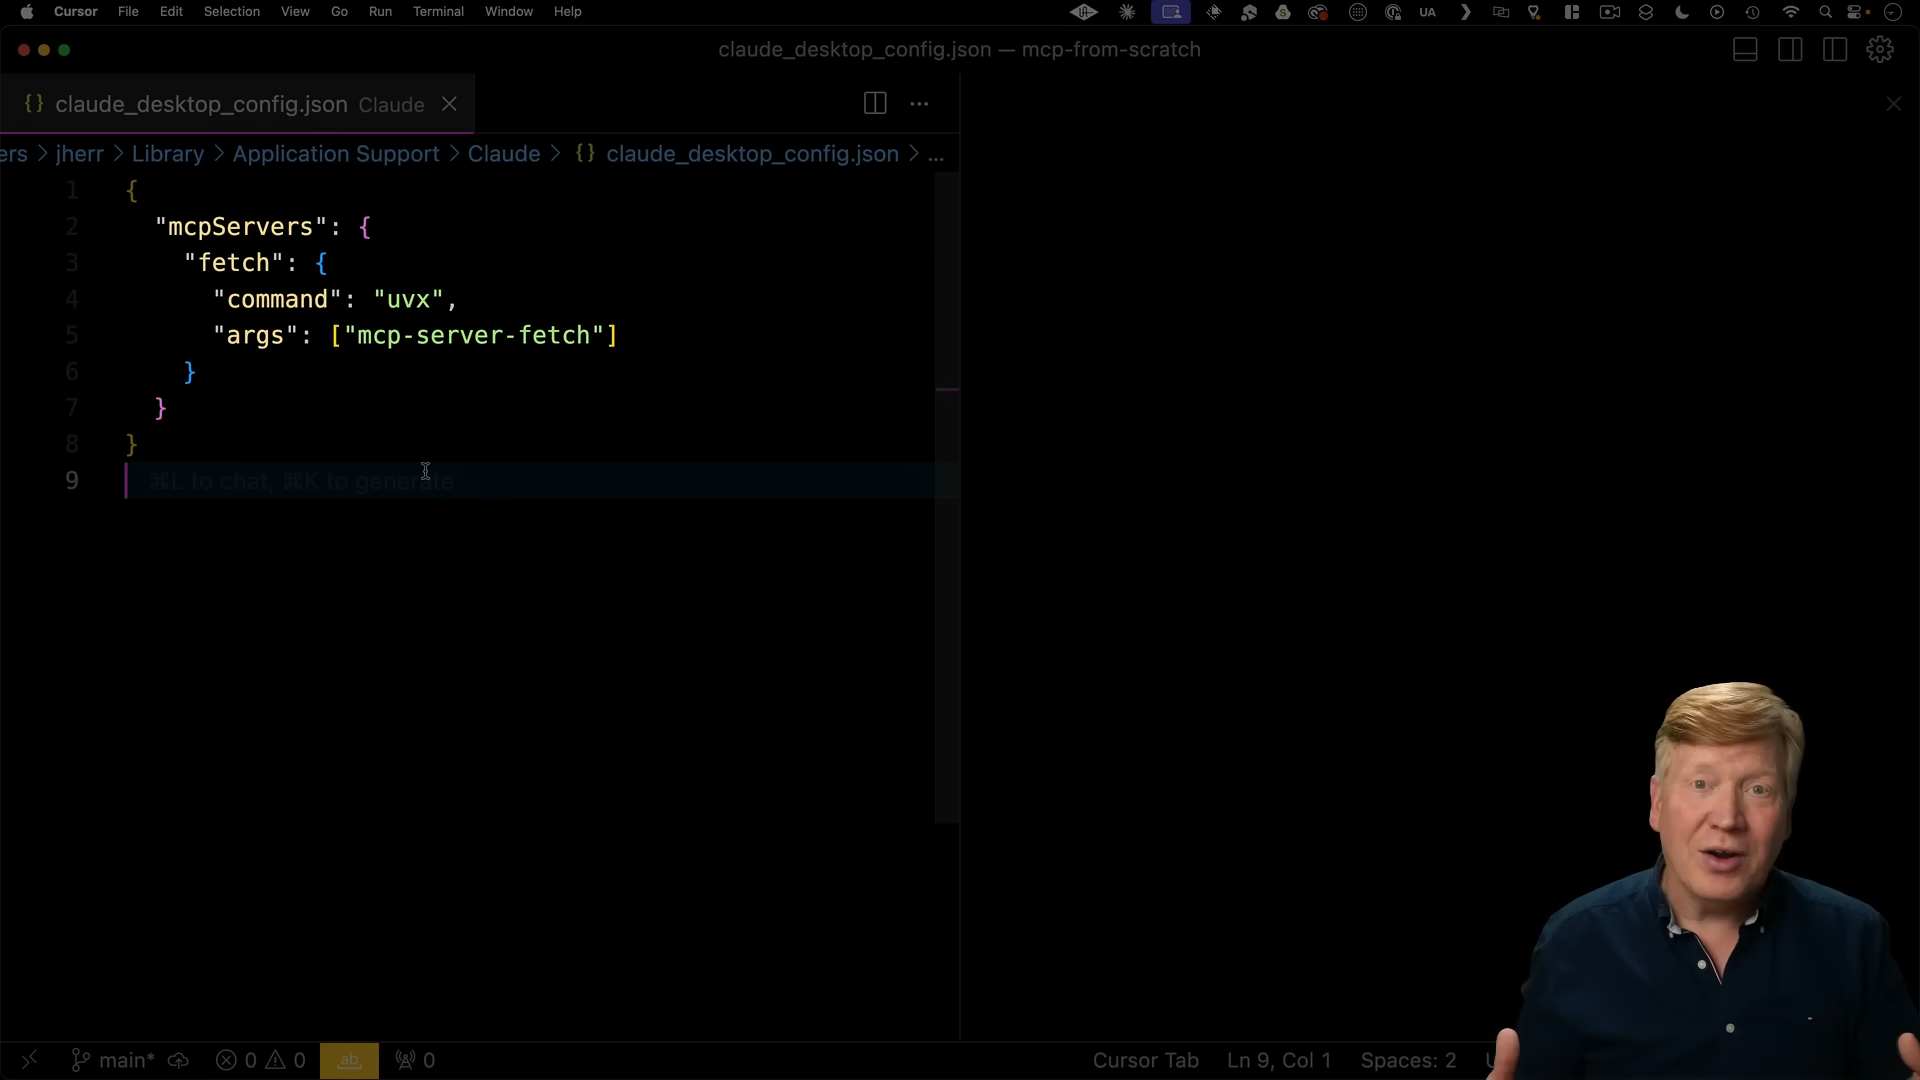 Cursor File Edit Selection View Go Run Terminal Window Help UA
claude_desktop_config.json — mcp-from-scratch
{} claude_desktop_config.json Claude
ers > jherr > Library > Application Support > Claude > {} claude_desktop_config.json > ...
1 {
2 "mcpServers": {
3 "fetch": {
4 "command": "uvx",
5 "args": ["mcp-server-fetch"]
6 }
7 }
8 }
9 ⌘L to chat, ⌘K to generate
main* 0 0 ab 0 Cursor Tab Ln 9, Col 1 Spaces: 2